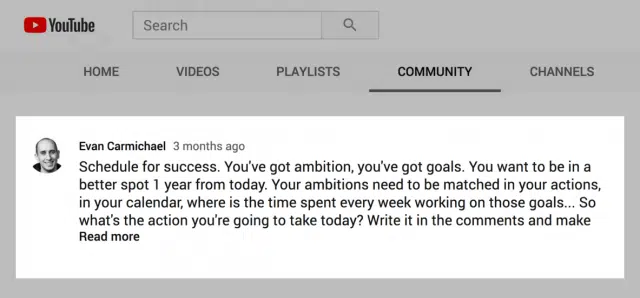 YouTube
Search
HOME VIDEOS PLAYLISTS COMMUNITY CHANNELS
Evan Carmichael 3 months ago
Schedule for success. You've got ambition, you've got goals. You want to be in a
better spot 1 year from today. Your ambitions need to be matched in your actions,
in your calendar, where is the time spent every week working on those goals... So
what's the action you're going to take today? Write it in the comments and make
Read more